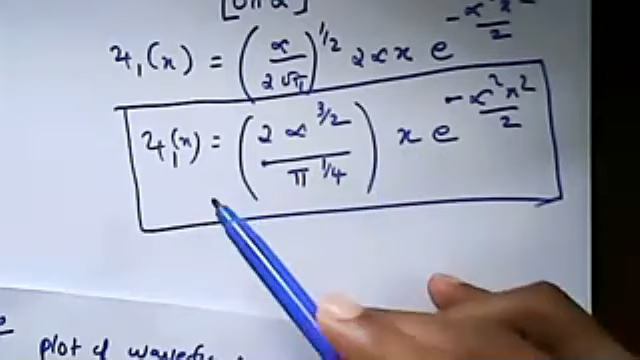 ψ₁(x) = (α / 2√π)^1/2 2αx e^-α²x²/2
ψ₁(x) = (2α^3/2 / π^1/4) x e^-α²x²/2
plot of